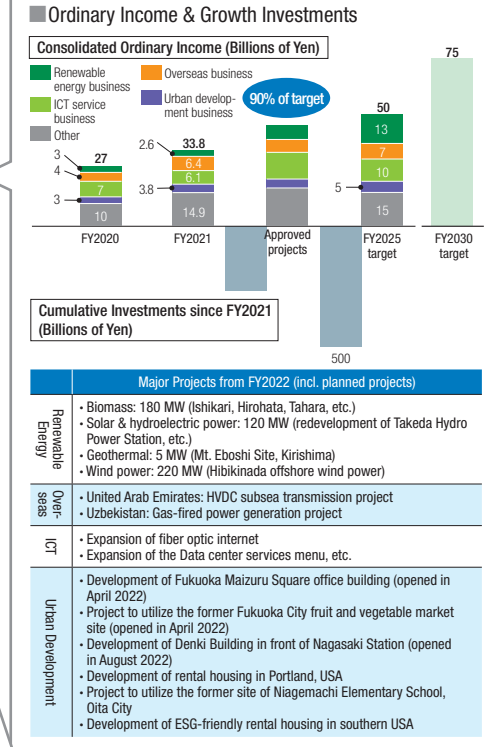 Ordinary Income & Growth Investments
Consolidated Ordinary Income (Billions of Yen)
Renewable
energy business
Overseas business
ICT service
business
Urban develop-
ment business
Other
90% of target
75
50
13
7
10
5
15
33.8
2.6
6.4
6.1
3.8
14.9
27
3
4
7
3
10
FY2020
FY2021
Approved
projects
FY2025
target
FY2030
target
Cumulative Investments since FY2021
(Billions of Yen)
500
Major Projects from FY2022 (incl. planned projects)
Renewable
Energy
• Biomass: 180 MW (Ishikari, Hirohata, Tahara, etc.)
• Solar & hydroelectric power: 120 MW (redevelopment of Takeda Hydro
Power Station, etc.)
• Geothermal: 5 MW (Mt. Eboshi Site, Kirishima)
• Wind power: 220 MW (Hibikinada offshore wind power)
Over-
seas
• United Arab Emirates: HVDC subsea transmission project
• Uzbekistan: Gas-fired power generation project
ICT
• Expansion of fiber optic internet
• Expansion of the Data center services menu, etc.
Urban Development
• Development of Fukuoka Maizuru Square office building (opened in
April 2022)
• Project to utilize the former Fukuoka City fruit and vegetable market
site (opened in April 2022)
• Development of Denki Building in front of Nagasaki Station (opened
in August 2022)
• Development of rental housing in Portland, USA
• Project to utilize the former site of Niagemachi Elementary School,
Oita City
• Development of ESG-friendly rental housing in southern USA